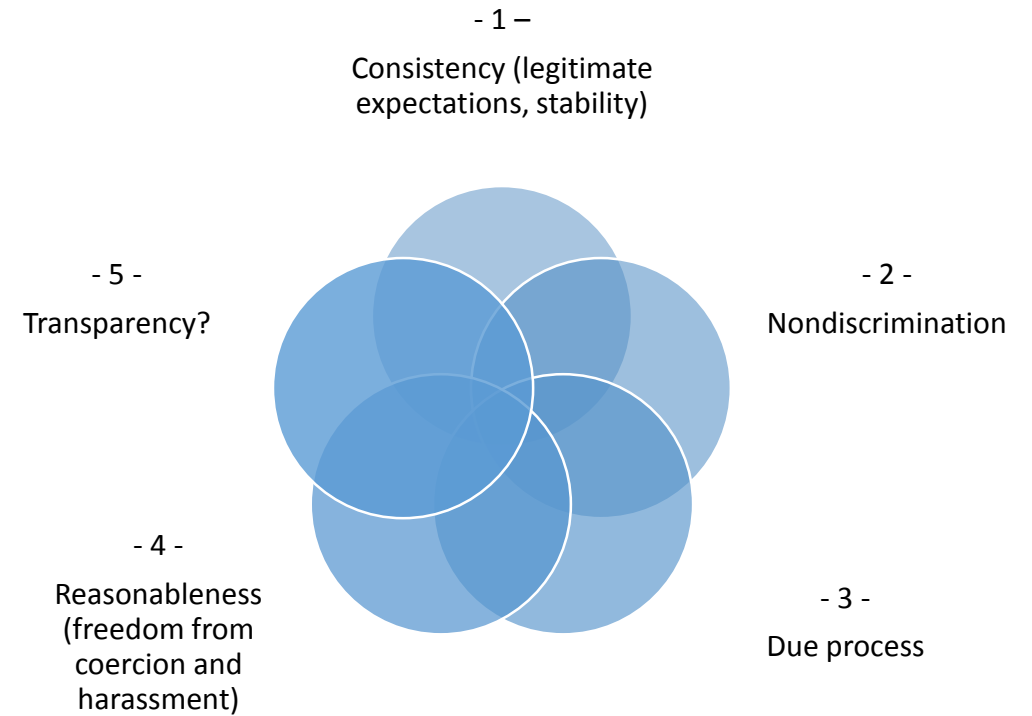 - 1 –
Consistency (legitimate
expectations, stability)
- 2 -
Nondiscrimination
- 3 -
Due process
- 4 -
Reasonableness
(freedom from
coercion and
harassment)
- 5 -
Transparency?